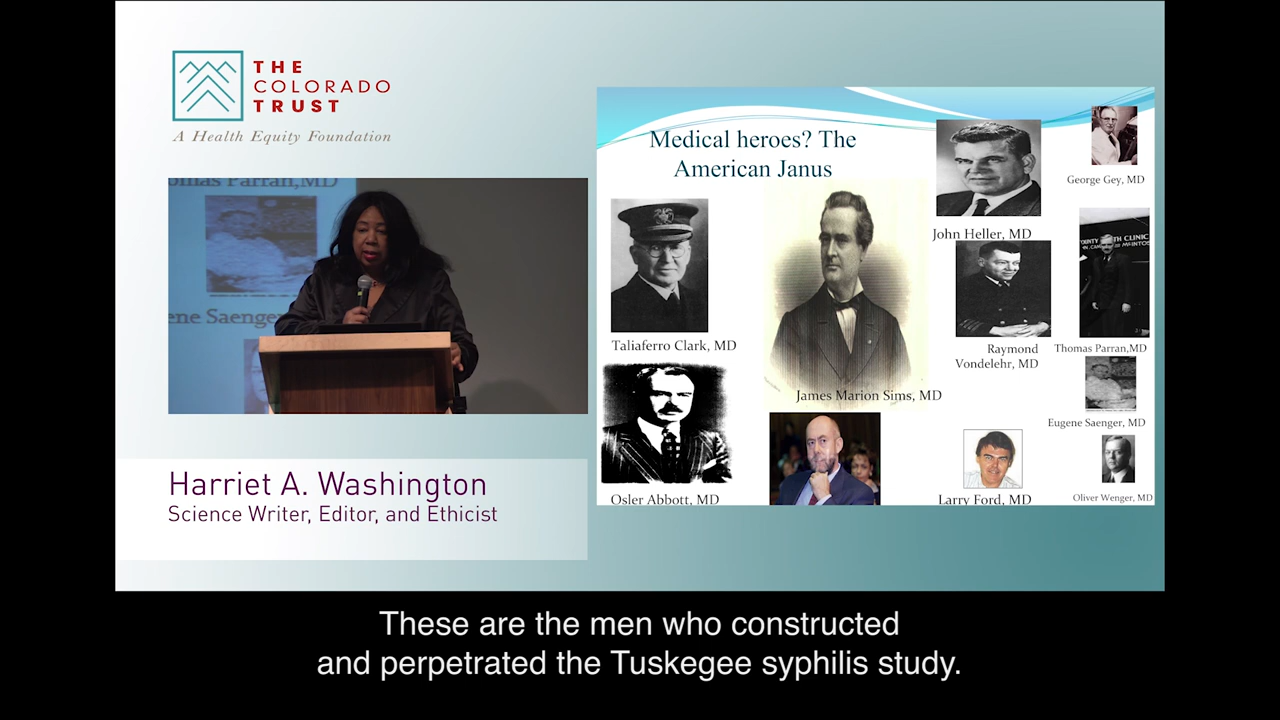 THE
COLORADO
TRUST
A Health Equity Foundation
omas Parran,MD
ene Saenge
Harriet A. Washington
Science Writer, Editor, and Ethicist
Medical heroes? The
American Janus
Taliaferro Clark, MD
James Marion Sims, MD
John Heller, MD
George Gey, MD
Raymond
Vondelehr, MD
Thomas Parran,MD
Eugene Saenger, MD
Osler Abbott, MD
Larry Ford, MD
Oliver Wenger, MD
These are the men who constructed
and perpetrated the Tuskegee syphilis study.